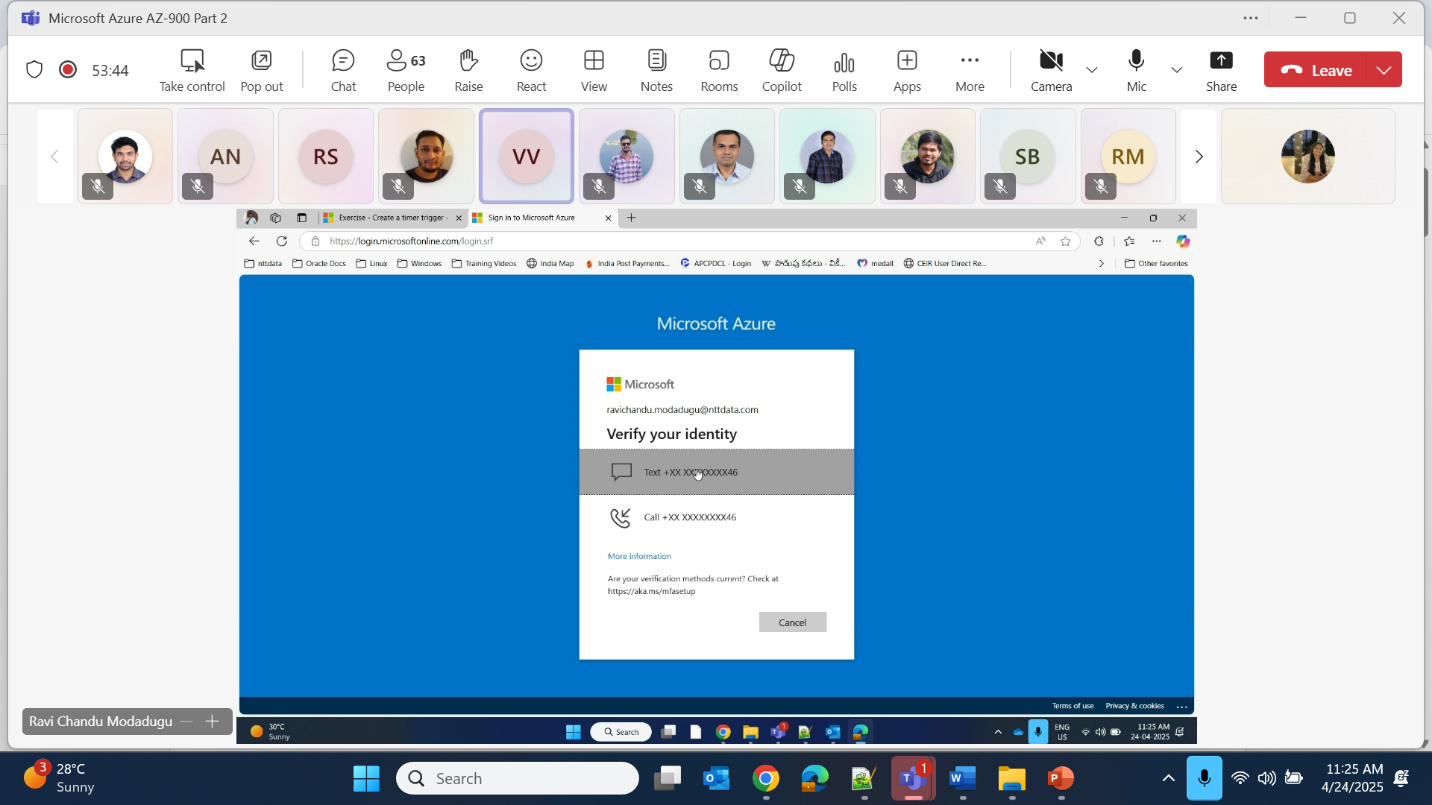 Microsoft Azure AZ-900 Part 2
53:44
Take control
Pop out
Chat
63
People
Raise
React
View
Notes
Rooms
Copilot
Polls
Apps
More
Camera
Mic
Share
Leave
AN
RS
VV
SB
RM
Exercise - Create a timer trigger -
Sign in to Microsoft Azure
https://login.microsoftonline.com/login.srf
nttdata
Oracle Docs
Linux
Windows
Training Videos
India Map
India Post Payments...
APCPDCL - Login
W పొడుపు కథలు - వికీ...
medall
CEIR User Direct Re...
Other favorites
Microsoft Azure
Microsoft
ravichandu.modadugu@nttdata.com
Verify your identity
Text +XX XXXXXXXX46
Call +XX XXXXXXXX46
More information
Are your verification methods current? Check at
https://aka.ms/mfasetup
Cancel
Terms of use
Privacy & cookies
...
Ravi Chandu Modadugu
30°C
Sunny
Search
1
ENG
US
11:25 AM
24-04-2025
3
28°C
Sunny
Search
1
11:25 AM
4/24/2025